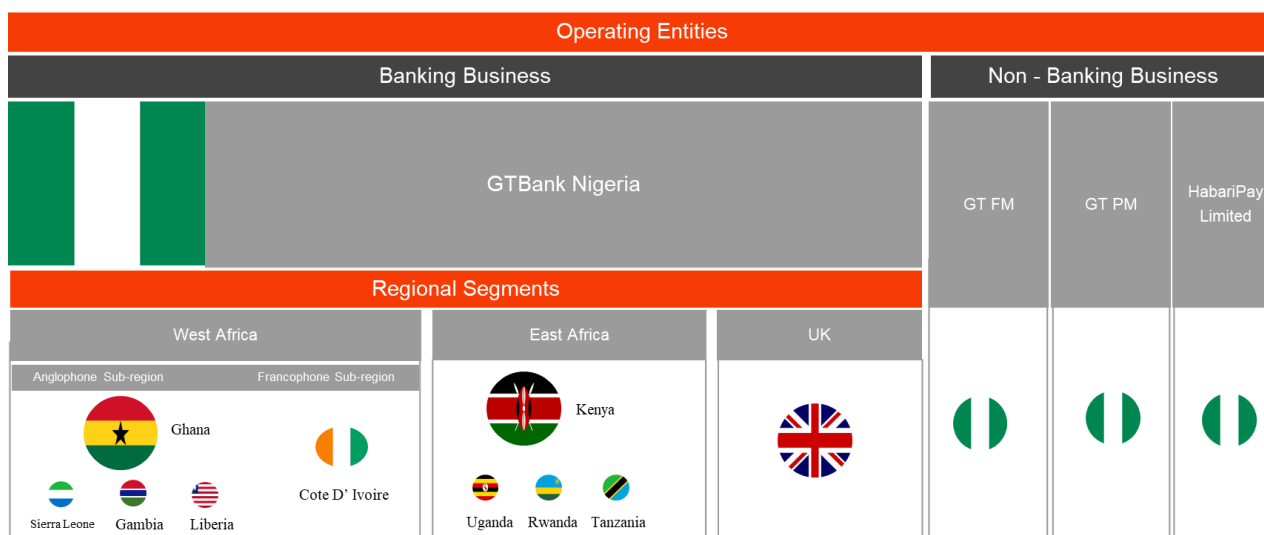 Operating Entities
Banking Business
Non - Banking Business
GTBank Nigeria
GT FM
GT PM
HabariPay
Limited
Regional Segments
West Africa
East Africa
UK
Anglophone Sub-region
Francophone Sub-region
Ghana
Cote D’ Ivoire
Sierra Leone
Gambia
Liberia
Kenya
Uganda
Rwanda
Tanzania